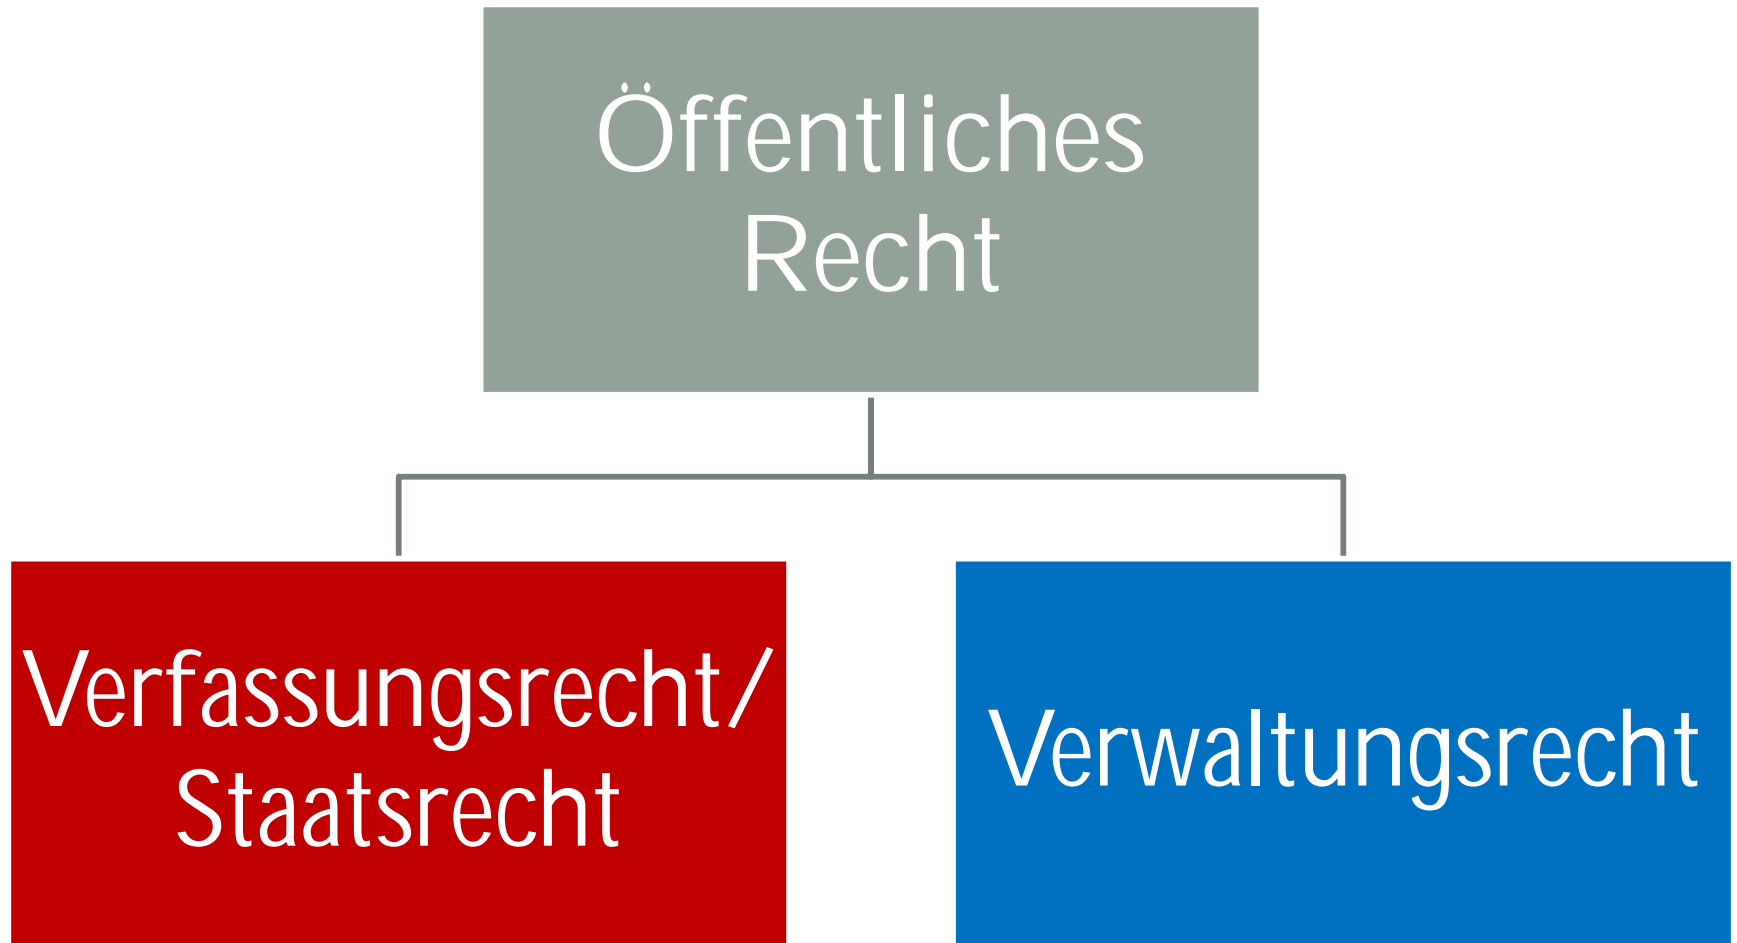 Öffentliches
Recht
Verfassungsrecht/
Staatsrecht
Verwaltungsrecht